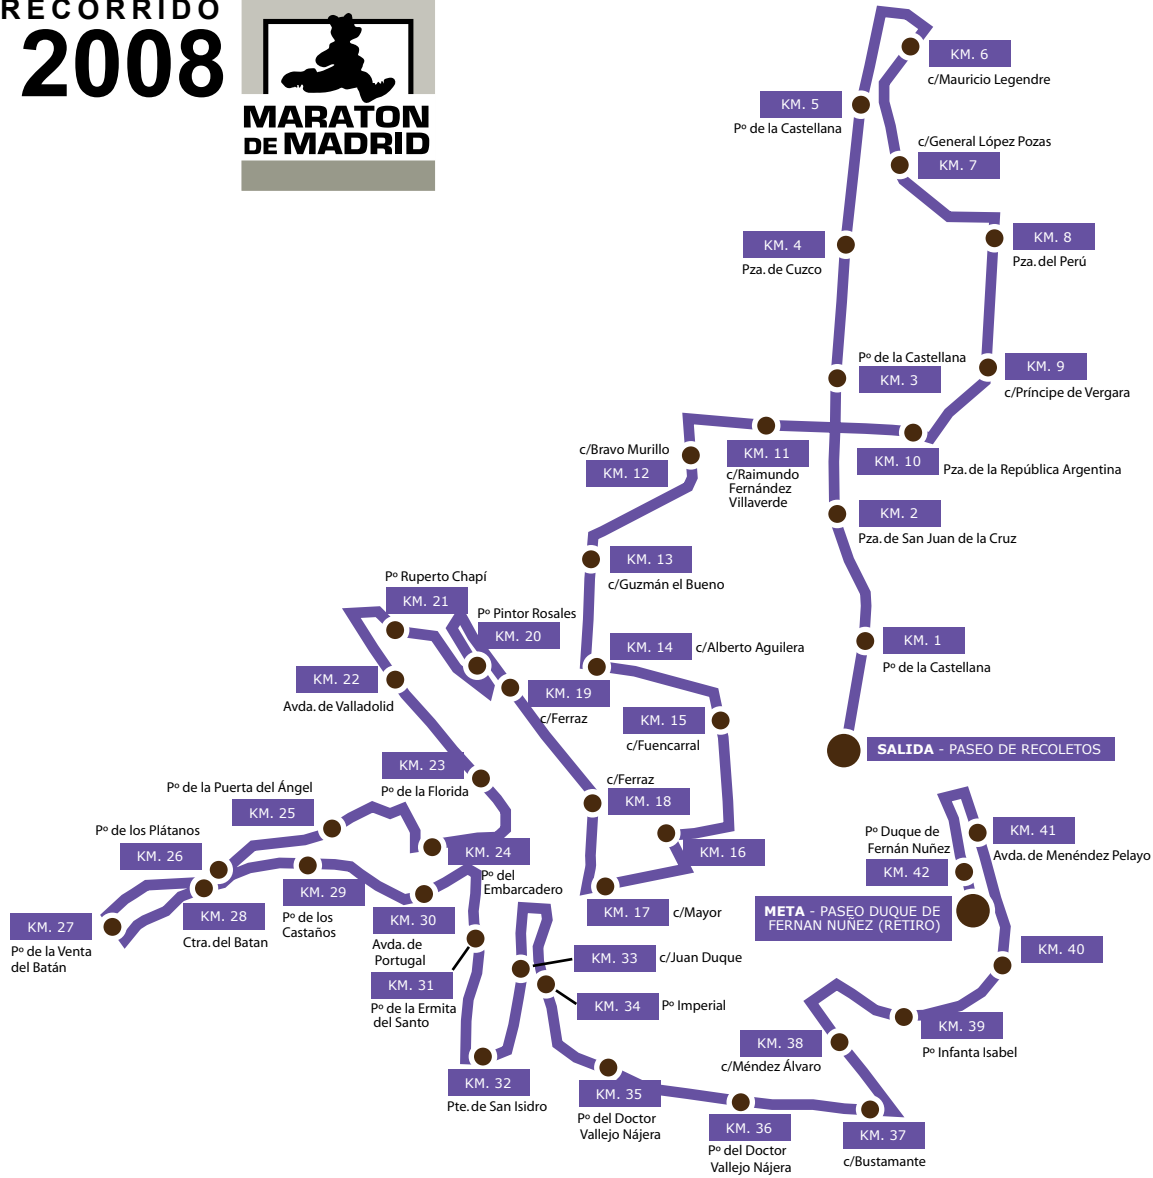 RECORRIDO
2008
MARATON
DE MADRID
KM. 6
c/Mauricio Legendre
KM. 5
Pº de la Castellana
c/General López Pozas
KM. 7
KM. 8
Pza. del Perú
KM. 4
Pza. de Cuzco
Pº de la Castellana
KM. 3
KM. 9
c/Príncipe de Vergara
KM. 10
Pza. de la República Argentina
KM. 11
c/Raimundo
Fernández
Villaverde
c/Bravo Murillo
KM. 12
KM. 2
Pza. de San Juan de la Cruz
KM. 13
c/Guzmán el Bueno
Pº Ruperto Chapí
KM. 21
Pº Pintor Rosales
KM. 20
KM. 14
c/Alberto Aguilera
KM. 1
Pº de la Castellana
KM. 22
Avda. de Valladolid
KM. 19
c/Ferraz
KM. 15
c/Fuencarral
SALIDA - PASEO DE RECOLETOS
KM. 23
Pº de la Florida
c/Ferraz
KM. 18
Pº de la Puerta del Ángel
KM. 25
Pº de los Plátanos
KM. 26
KM. 24
Pº del
Embarcadero
KM. 16
KM. 41
Avda. de Menéndez Pelayo
Pº Duque de
Fernán Nuñez
KM. 42
KM. 29
Pº de los
Castaños
KM. 30
Avda. de
Portugal
KM. 17
c/Mayor
META - PASEO DUQUE DE
FERNAN NUÑEZ (RETIRO)
KM. 27
Pº de la Venta
del Batán
KM. 28
Ctra. del Batan
KM. 33
c/Juan Duque
KM. 40
KM. 31
Pº de la Ermita
del Santo
KM. 34
Pº Imperial
KM. 39
Pº Infanta Isabel
KM. 38
c/Méndez Álvaro
KM. 32
Pte. de San Isidro
KM. 35
Pº del Doctor
Vallejo Nájera
KM. 36
Pº del Doctor
Vallejo Nájera
KM. 37
c/Bustamante